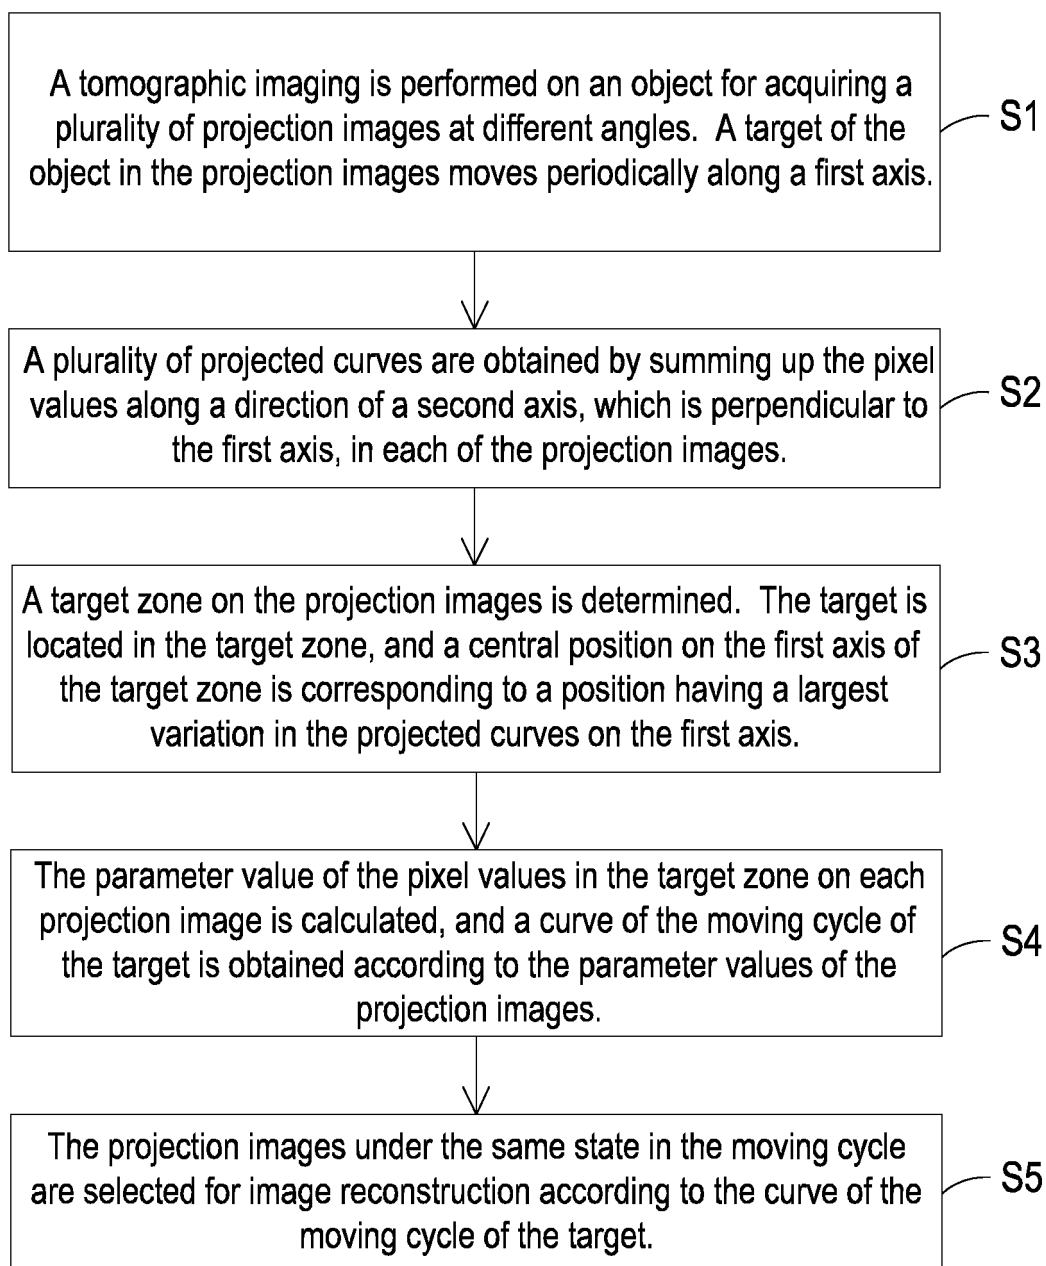 A tomographic imaging is performed on an object for acquiring a
plurality of projection images at different angles. A target of the
object in the projection images moves periodically along a first axis.
S1
A plurality of projected curves are obtained by summing up the pixel
values along a direction of a second axis, which is perpendicular to
the first axis, in each of the projection images.
S2
A target zone on the projection images is determined. The target is
located in the target zone, and a central position on the first axis of
the target zone is corresponding to a position having a largest
variation in the projected curves on the first axis.
S3
The parameter value of the pixel values in the target zone on each
projection image is calculated, and a curve of the moving cycle of
the target is obtained according to the parameter values of the
projection images.
S4
The projection images under the same state in the moving cycle
are selected for image reconstruction according to the curve of the
moving cycle of the target.
S5